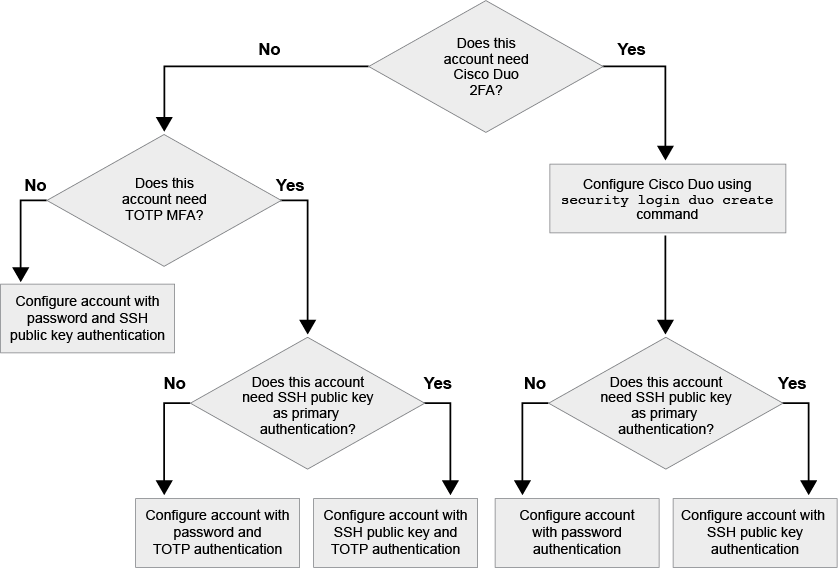 Does this
account need
Cisco Duo
2FA?
No
Yes
Does this
account need
TOTP MFA?
No
Yes
Configure Cisco Duo using
security login duo create
command
Configure account with
password and SSH
public key authentication
Does this account
need SSH public key
as primary
authentication?
No
Yes
Does this account
need SSH public key
as primary
authentication?
No
Yes
Configure account with
password and
TOTP authentication
Configure account with
SSH public key and
TOTP authentication
Configure account
with password
authentication
Configure account with
SSH public key
authentication